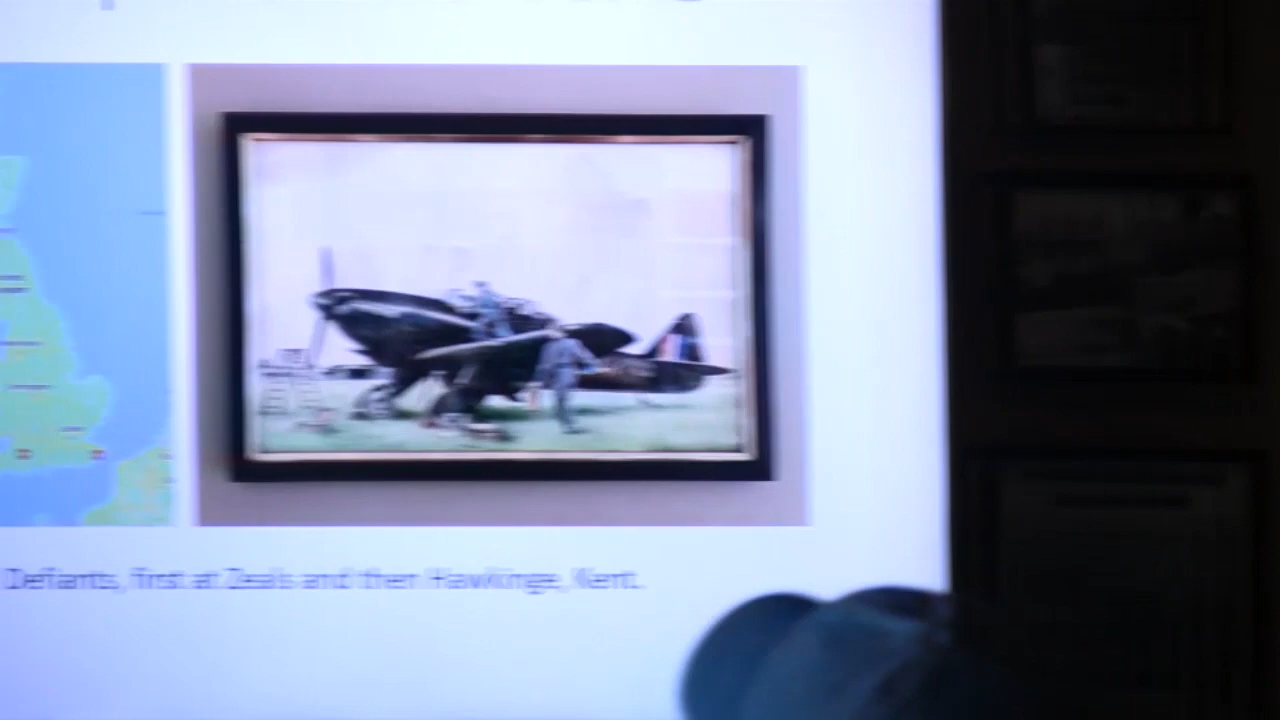 Defiants, first at Zeals and then Hawkinge, Kent.